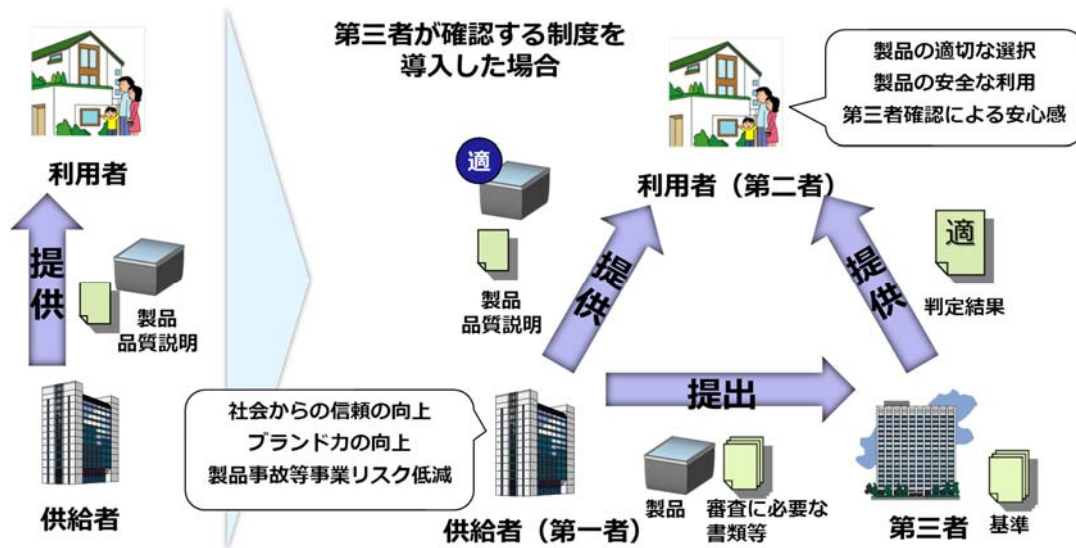 利用者
提供
製品
品質説明
供給者
第三者が確認する制度を
導入した場合
製品の適切な選択
製品の安全な利用
第三者確認による安心感
利用者（第二者）
適
製品
品質説明
提供
提供
適
判定結果
社会からの信頼の向上
ブランド力の向上
製品事故等事業リスク低減
提出
供給者（第一者）
製品
審査に必要な
書類等
第三者
基準